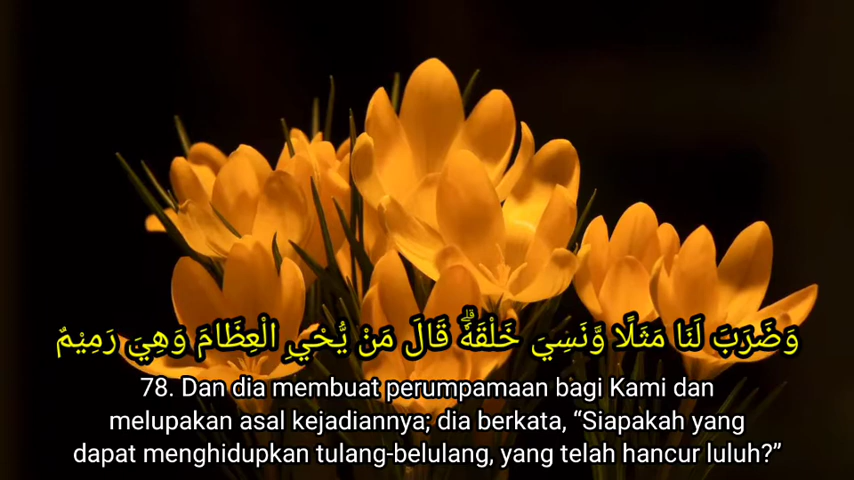 وَضَرَبَ لَنَا مَثَلًا وَّنَسِيَ خَلْقَهٗۗ قَالَ مَنْ يُّحْيِ الْعِظَامَ وَهِيَ رَمِيْمٌ
78. Dan dia membuat perumpamaan bagi Kami dan
melupakan asal kejadiannya; dia berkata, “Siapakah yang
dapat menghidupkan tulang-belulang, yang telah hancur luluh?”